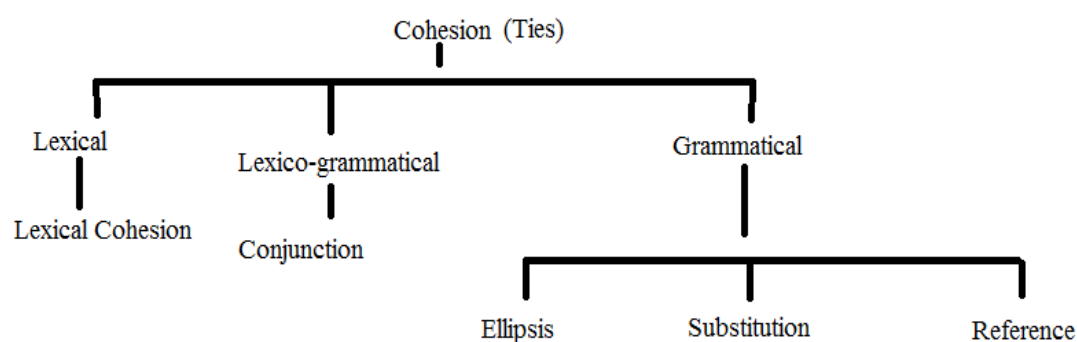 Cohesion (Ties)
Lexical
Lexico-grammatical
Grammatical
Lexical Cohesion
Conjunction
Ellipsis
Substitution
Reference